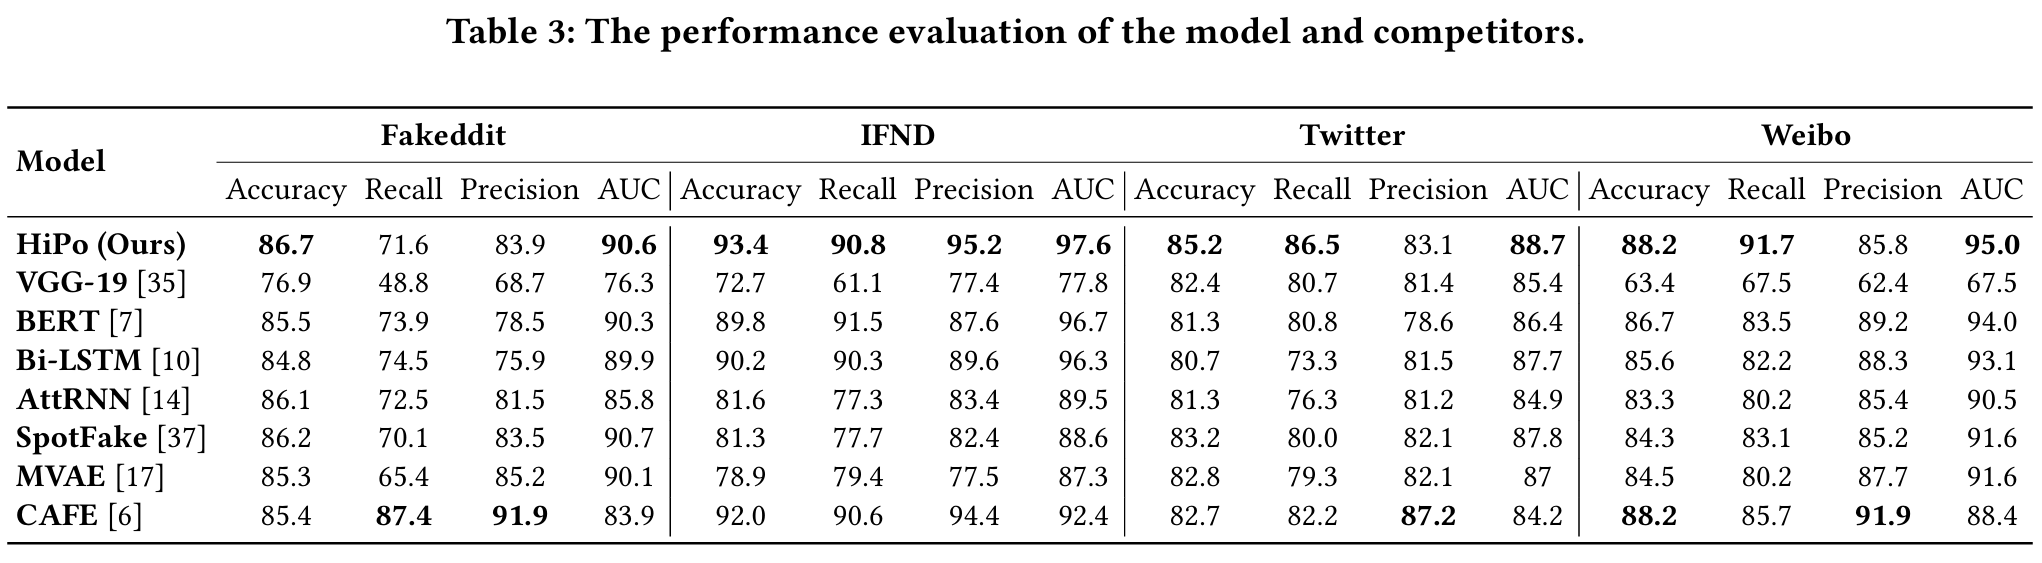 Table 3: The performance evaluation of the model and competitors.
Model Fakeddit IFND Twitter Weibo
Accuracy Recall Precision AUC Accuracy Recall Precision AUC Accuracy Recall Precision AUC Accuracy Recall Precision AUC
HiPo (Ours) 86.7 71.6 83.9 90.6 93.4 90.8 95.2 97.6 85.2 86.5 83.1 88.7 88.2 91.7 85.8 95.0
VGG-19 [35] 76.9 48.8 68.7 76.3 72.7 61.1 77.4 77.8 82.4 80.7 81.4 85.4 63.4 67.5 62.4 67.5
BERT [7] 85.5 73.9 78.5 90.3 89.8 91.5 87.6 96.7 81.3 80.8 78.6 86.4 86.7 83.5 89.2 94.0
Bi-LSTM [10] 84.8 74.5 75.9 89.9 90.2 90.3 89.6 96.3 80.7 73.3 81.5 87.7 85.6 82.2 88.3 93.1
AttRNN [14] 86.1 72.5 81.5 85.8 81.6 77.3 83.4 89.5 81.3 76.3 81.2 84.9 83.3 80.2 85.4 90.5
SpotFake [37] 86.2 70.1 83.5 90.7 81.3 77.7 82.4 88.6 83.2 80.0 82.1 87.8 84.3 83.1 85.2 91.6
MVAE [17] 85.3 65.4 85.2 90.1 78.9 79.4 77.5 87.3 82.8 79.3 82.1 87 84.5 80.2 87.7 91.6
CAFE [6] 85.4 87.4 91.9 83.9 92.0 90.6 94.4 92.4 82.7 82.2 87.2 84.2 88.2 85.7 91.9 88.4